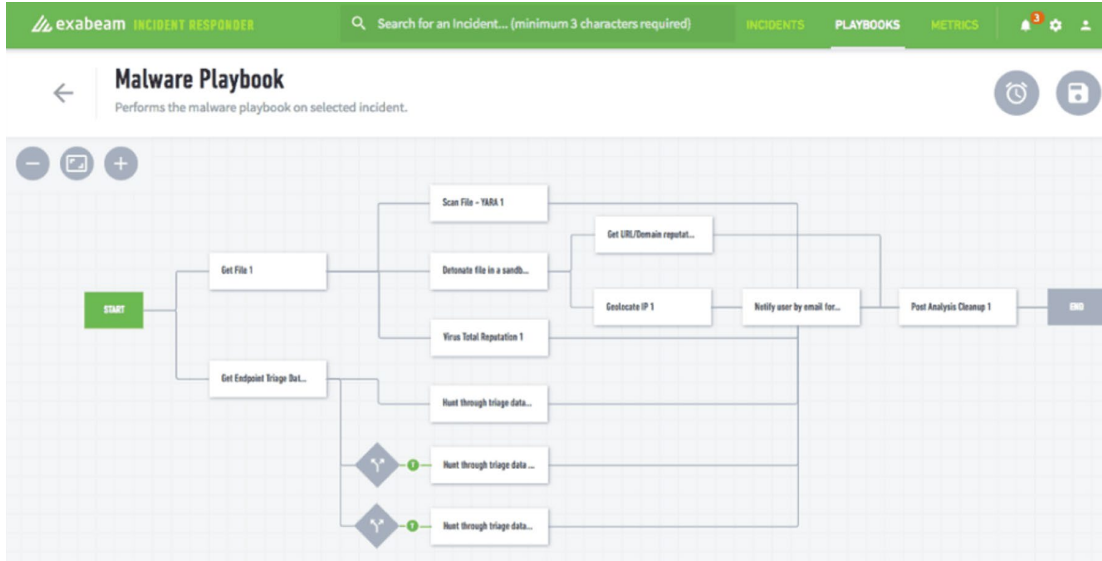 exabeam INCIDENT RESPONDER
Search for an Incident... (minimum 3 characters required)
INCIDENTS
PLAYBOOKS
METRICS
3
Malware Playbook
Performs the malware playbook on selected incident.
Scan File - YARA 1
Get URL/Domain reputat...
Get File 1
Detonate file in a sandb...
START
Geolocate IP 1
Notify user by email for...
Post Analysis Cleanup 1
END
Virus Total Reputation 1
Get Endpoint Triage Dat...
Hunt through triage data...
T
Hunt through triage data ...
T
Hunt through triage data...